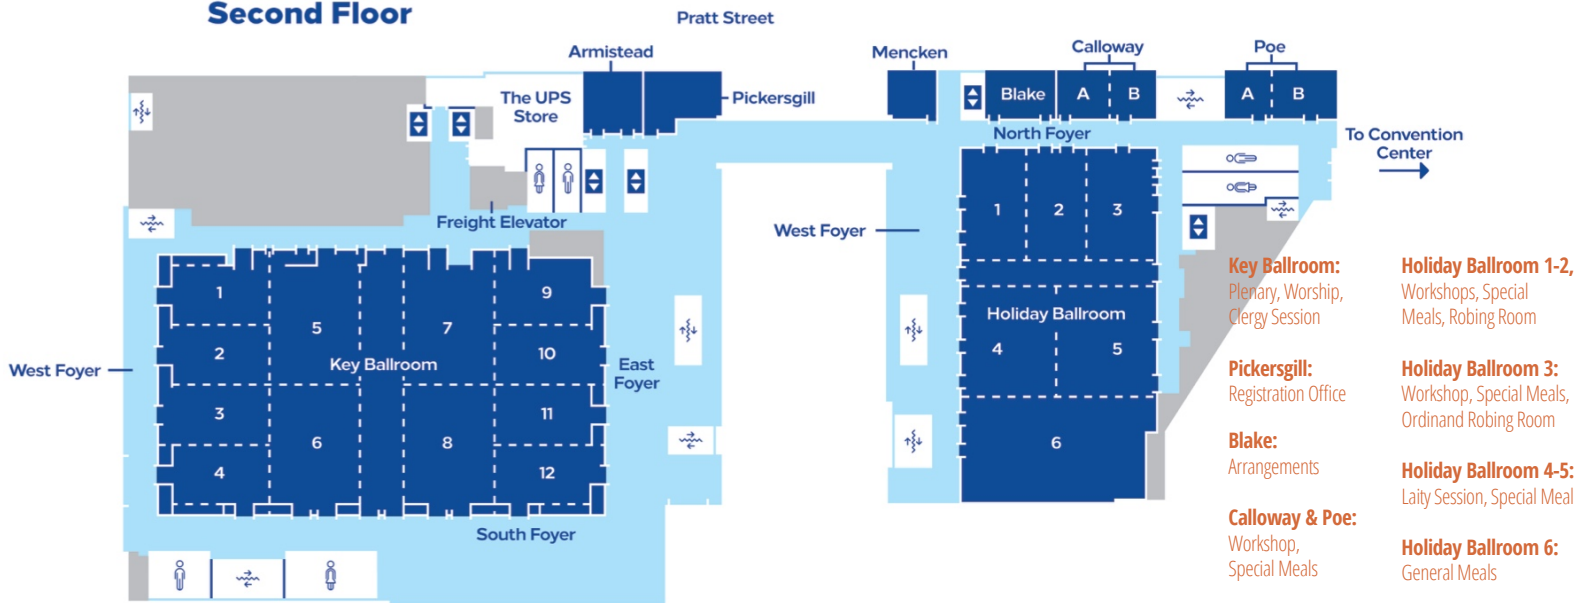 Second Floor
Pratt Street
Armistead
Mencken
Calloway
Poe
The UPS
Store
Pickersgill
Blake
A
B
A
B
North Foyer
To Convention
Center
Freight Elevator
West Foyer
1
2
3
Holiday Ballroom
4
5
6
1
2
3
4
5
6
7
8
9
10
11
12
Key Ballroom
West Foyer
East
Foyer
South Foyer
Key Ballroom:
Plenary, Worship,
Clergy Session
Pickersgill:
Registration Office
Blake:
Arrangements
Calloway & Poe:
Workshop,
Special Meals
Holiday Ballroom 1-2,
Workshops, Special
Meals, Robing Room
Holiday Ballroom 3:
Workshop, Special Meals,
Ordinand Robing Room
Holiday Ballroom 4-5:
Laity Session, Special Meal
Holiday Ballroom 6:
General Meals